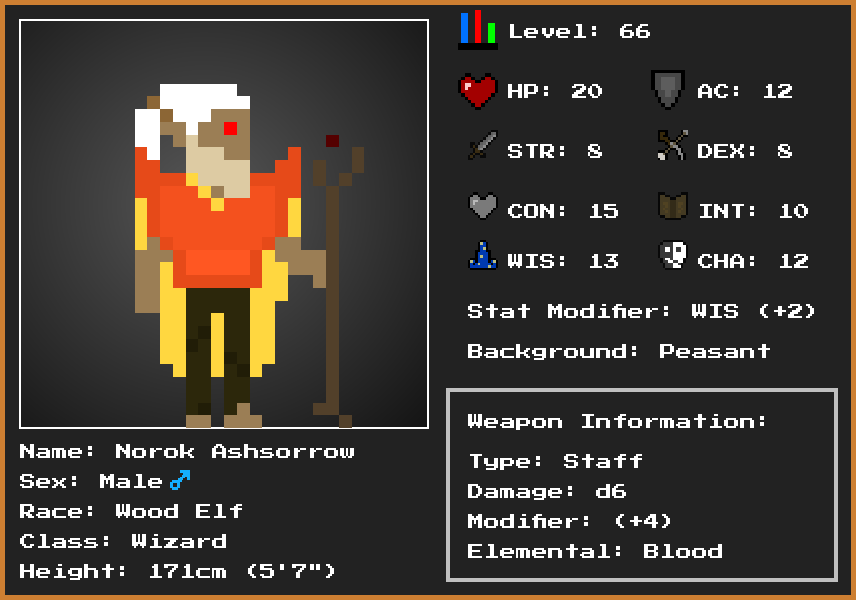 Level: 66
HP: 20 AC: 12
STR: 8 DEX: 8
CON: 15 INT: 10
WIS: 13 CHA: 12
Stat Modifier: WIS (+2)
Background: Peasant
Weapon Information:
Type: Staff
Damage: d6
Modifier: (+4)
Elemental: Blood
Name: Norok Ashsorrow
Sex: Male♂
Race: Wood Elf
Class: Wizard
Height: 171cm (5'7")